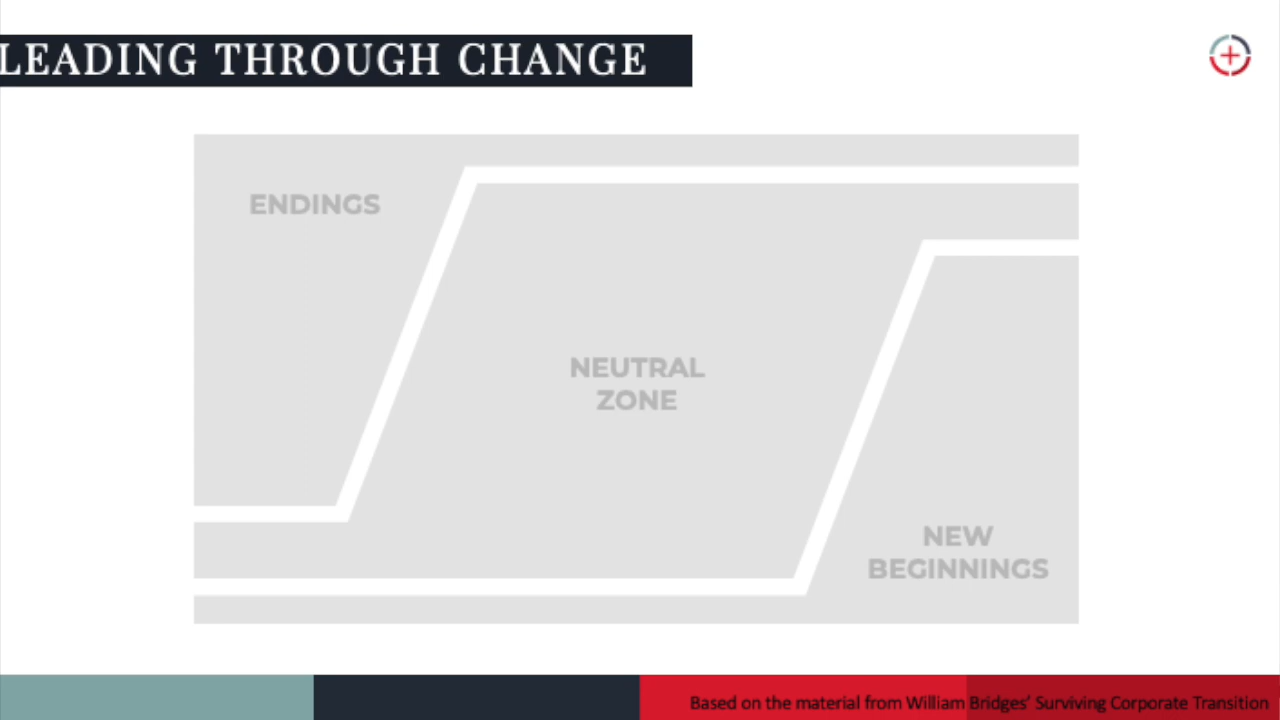 LEADING THROUGH CHANGE
ENDINGS
NEUTRAL
ZONE
NEW
BEGINNINGS
Based on the material from William Bridges' Surviving Corporate Transition